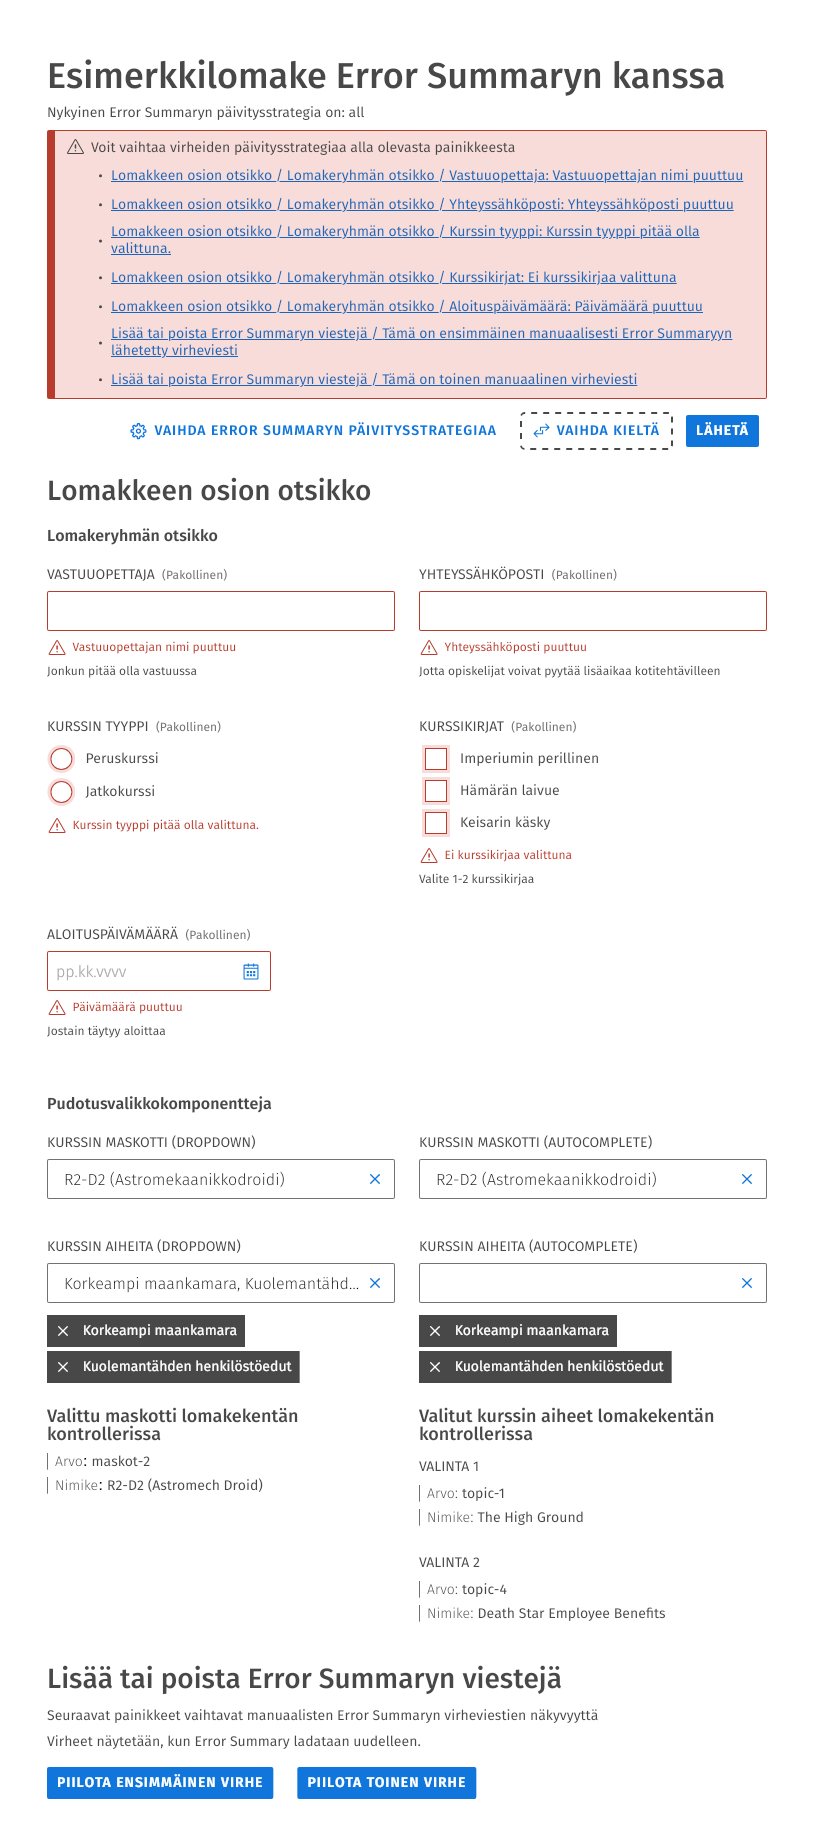 Esimerkkilomake Error Summaryn kanssa
Nykyinen Error Summaryn päivitysstrategia on: all
Voit vaihtaa virheiden päivitysstrategiaa alla olevasta painikkeesta
• Lomakkeen osion otsikko / Lomakeryhmän otsikko / Vastuuopettaja: Vastuuopettajan nimi puuttuu
• Lomakkeen osion otsikko / Lomakeryhmän otsikko / Yhteyssähköposti: Yhteyssähköposti puuttuu
• Lomakkeen osion otsikko / Lomakeryhmän otsikko / Kurssin tyyppi: Kurssin tyyppi pitää olla
valittuna.
• Lomakkeen osion otsikko / Lomakeryhmän otsikko / Kurssikirjat: Ei kurssikirjaa valittuna
• Lomakkeen osion otsikko / Lomakeryhmän otsikko / Aloituspäivämäärä: Päivämäärä puuttuu
• Lisää tai poista Error Summaryn viestejä / Tämä on ensimmäinen manuaalisesti Error Summaryyn
lähetetty virheviesti
• Lisää tai poista Error Summaryn viestejä / Tämä on toinen manuaalinen virheviesti
VAIHDA ERROR SUMMARYN PÄIVITYSSTRATEGIAA VAIHDA KIELTÄ LÄHETÄ
Lomakkeen osion otsikko
Lomakeryhmän otsikko
VASTUUOPETTAJA (Pakollinen)
Vastuuopettajan nimi puuttuu
Jonkun pitää olla vastuussa
YHTEYSSÄHKÖPOSTI (Pakollinen)
Yhteyssähköposti puuttuu
Jotta opiskelijat voivat pyytää lisäaikaa kotitehtävilleen
KURSSIN TYYPPI (Pakollinen)
Peruskurssi
Jatkokurssi
Kurssin tyyppi pitää olla valittuna.
KURSSIKIRJAT (Pakollinen)
Imperiumin perillinen
Hämärän laivue
Keisarin käsky
Ei kurssikirjaa valittuna
Valite 1-2 kurssikirjaa
ALOITUSPÄIVÄMÄÄRÄ (Pakollinen)
pp.kk.vvvv
Päivämäärä puuttuu
Jostain täytyy aloittaa
Pudotusvalikkokomponentteja
KURSSIN MASKOTTI (DROPDOWN)
R2-D2 (Astromekaanikkodroidi)
KURSSIN MASKOTTI (AUTOCOMPLETE)
R2-D2 (Astromekaanikkodroidi)
KURSSIN AIHEITA (DROPDOWN)
Korkeampi maankamara, Kuolemantähd...
Korkeampi maankamara
Kuolemantähden henkilöstöedut
KURSSIN AIHEITA (AUTOCOMPLETE)
Korkeampi maankamara
Kuolemantähden henkilöstöedut
Valittu maskotti lomakekentän
kontrollerissa
Arvo: maskot-2
Nimike: R2-D2 (Astromech Droid)
Valitut kurssin aiheet lomakekentän
kontrollerissa
VALINTA 1
Arvo: topic-1
Nimike: The High Ground
VALINTA 2
Arvo: topic-4
Nimike: Death Star Employee Benefits
Lisää tai poista Error Summaryn viestejä
Seuraavat painikkeet vaihtavat manuaalisten Error Summaryn virheviestien näkyvyyttä
Virheet näytetään, kun Error Summary ladataan uudelleen.
PIILOTA ENSIMMÄINEN VIRHE PIILOTA TOINEN VIRHE